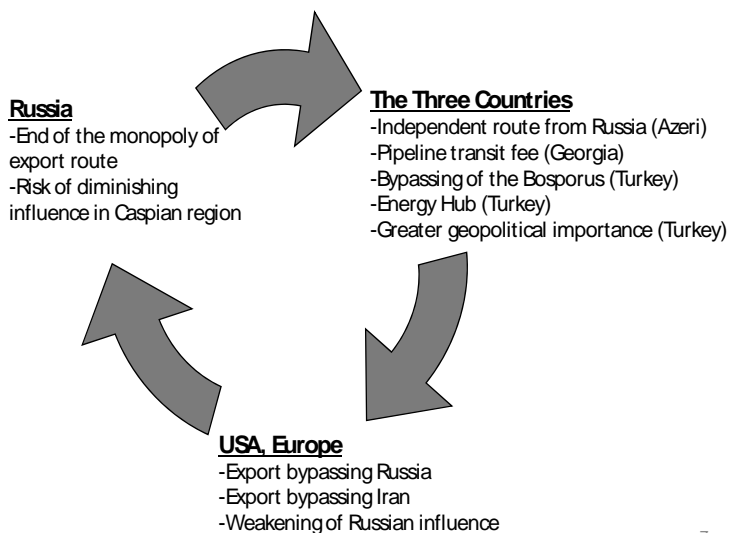 Russia
-End of the monopoly of
export route
-Risk of diminishing
influence in Caspian region
The Three Countries
-Independent route from Russia (Azeri)
-Pipeline transit fee (Georgia)
-Bypassing of the Bosporus (Turkey)
-Energy Hub (Turkey)
-Greater geopolitical importance (Turkey)
USA, Europe
-Export bypassing Russia
-Export bypassing Iran
-Weakening of Russian influence